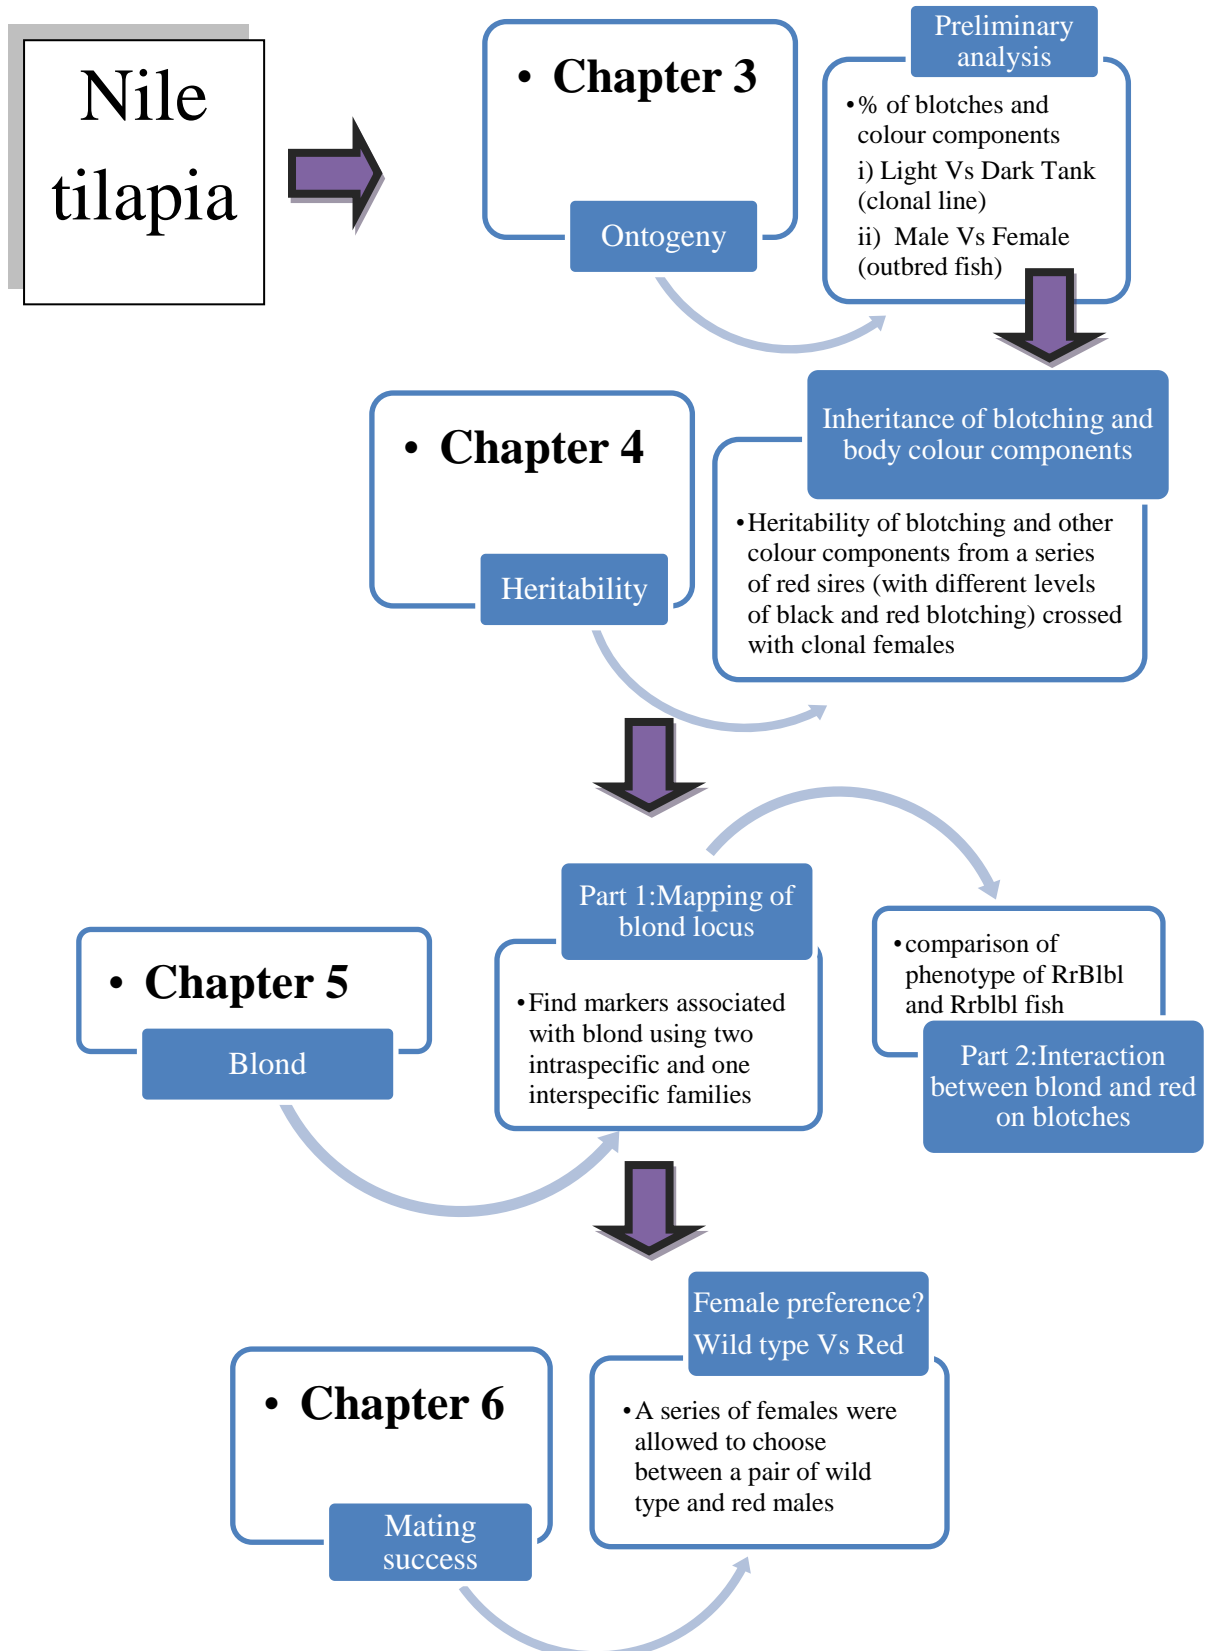 Nile
tilapia
• Chapter 3
Ontogeny
Preliminary
analysis
•% of blotches and
colour components
i) Light Vs Dark Tank
(clonal line)
ii) Male Vs Female
(outbred fish)
• Chapter 4
Heritability
Inheritance of blotching and
body colour components
•Heritability of blotching and other
colour components from a series
of red sires (with different levels
of black and red blotching) crossed
with clonal females
• Chapter 5
Blond
Part 1:Mapping of
blond locus
•Find markers associated
with blond using two
intraspecific and one
interspecific families
•comparison of
phenotype of RrBlbl
and Rrblbl fish
Part 2:Interaction
between blond and red
on blotches
• Chapter 6
Mating
success
Female preference?
Wild type Vs Red
•A series of females were
allowed to choose
between a pair of wild
type and red males